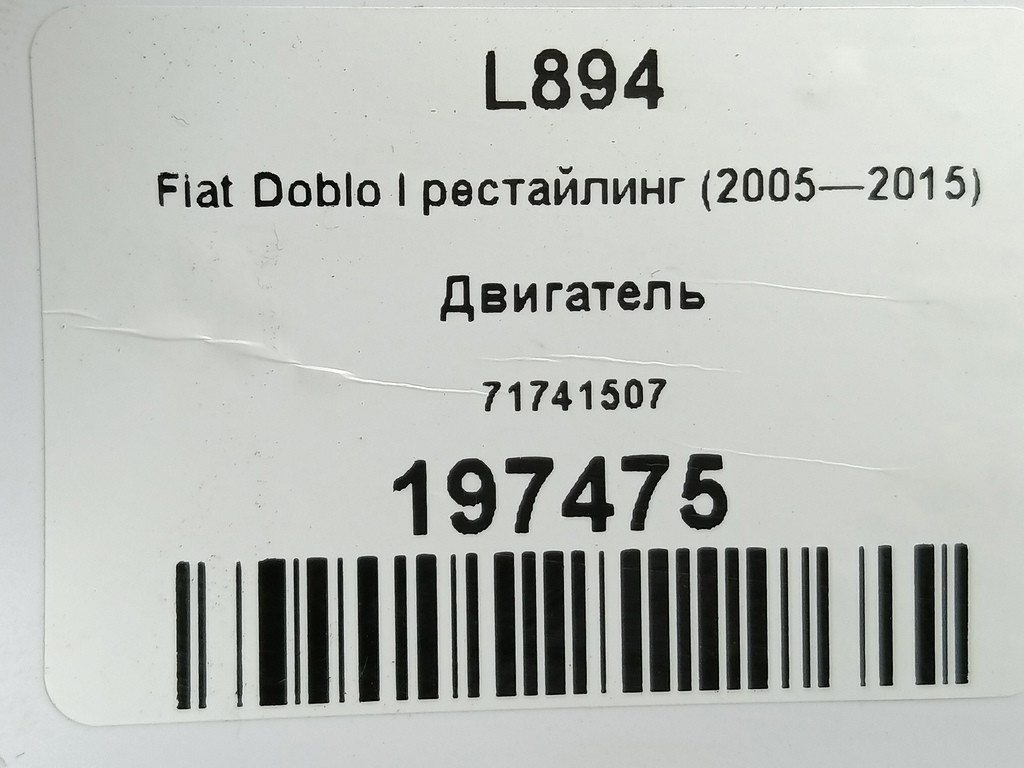 L894
Fiat Doblo I рестайлинг (2005—2015)
Двигатель
71741507
197475